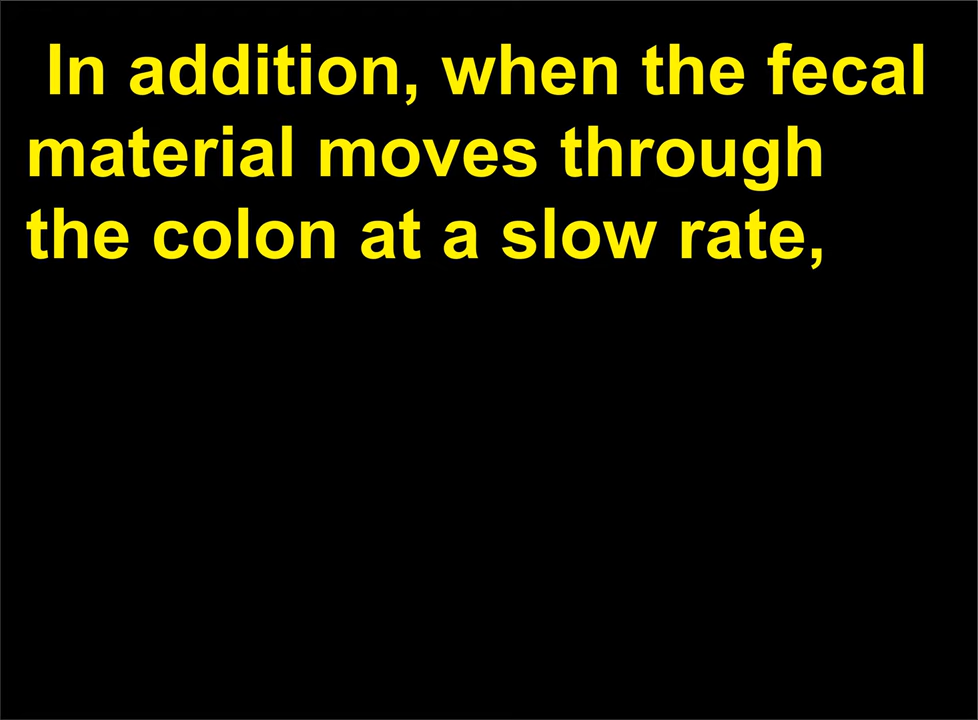 In addition, when the fecal
material moves through
the colon at a slow rate,